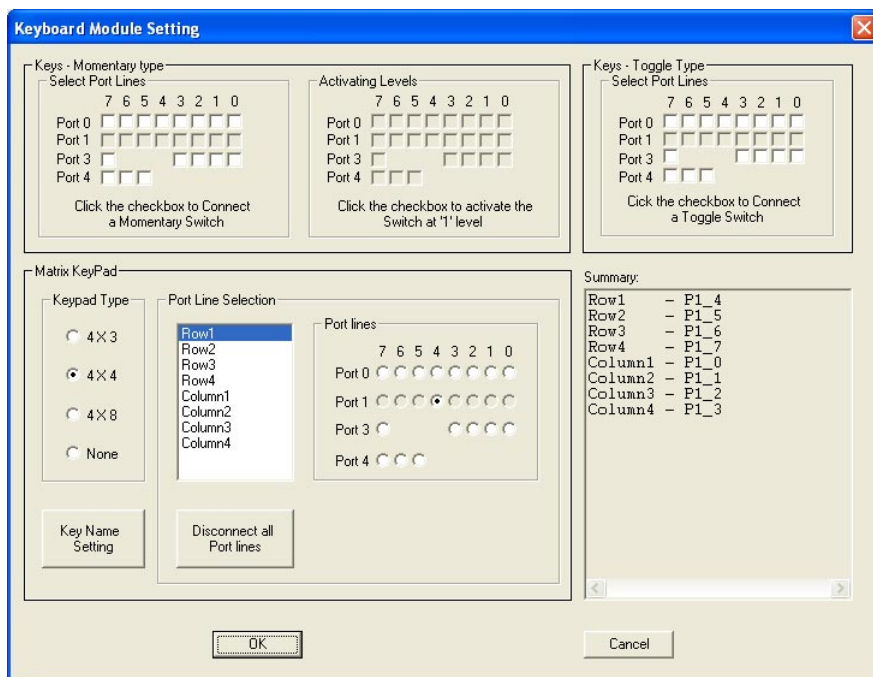 Keyboard Module Setting
Keys - Momentary type
Select Port Lines
7 6 5 4 3 2 1 0
Port 0
Port 1
Port 3
Port 4
Click the checkbox to Connect
a Momentary Switch
Activating Levels
7 6 5 4 3 2 1 0
Port 0
Port 1
Port 3
Port 4
Click the checkbox to activate the
Switch at '1' level
Keys - Toggle Type
Select Port Lines
7 6 5 4 3 2 1 0
Port 0
Port 1
Port 3
Port 4
Cick the checkbox to Connect
a Toggle Switch
Matrix KeyPad
Keypad Type
4 X 3
4 X 4
4 X 8
None
Key Name
Setting
Port Line Selection
Row1
Row2
Row3
Row4
Column1
Column2
Column3
Column4
Disconnect all
Port lines
Port lines
7 6 5 4 3 2 1 0
Port 0
Port 1
Port 3
Port 4
Summary:
Row1 - P1_4
Row2 - P1_5
Row3 - P1_6
Row4 - P1_7
Column1 - P1_0
Column2 - P1_1
Column3 - P1_2
Column4 - P1_3
OK
Cancel